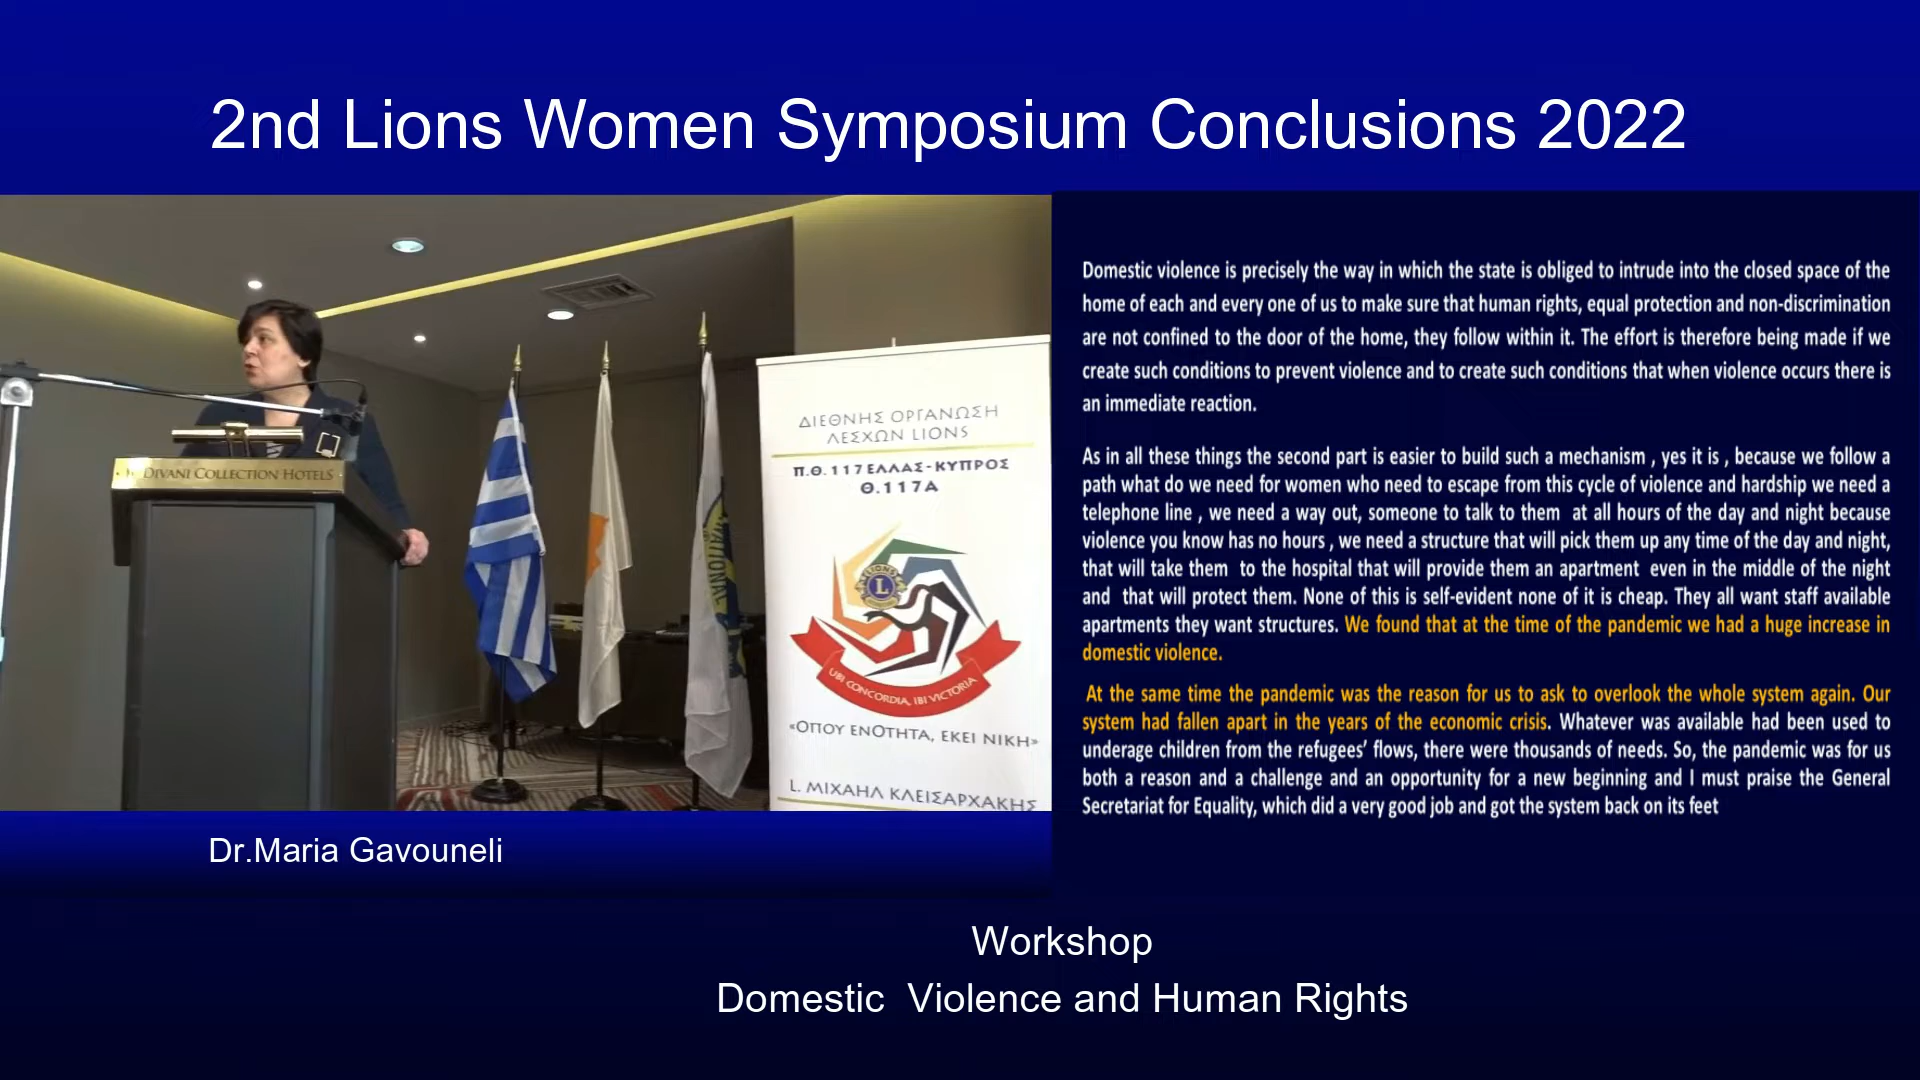 2nd Lions Women Symposium Conclusions 2022
DIVANI COLLECTION HOTELS
ΔΙΕΘΝΗΣ ΟΡΓΑΝΩΣΗ
ΛΕΣΧΩΝ LIONS
Π.Θ. 117 ΕΛΛΑΣ-ΚΥΠΡΟΣ
Θ.117Α
LIONS
L
UBI CONCORDIA, IBI VICTORIA
«ΟΠΟΥ ΕΝΟΤΗΤΑ, ΕΚΕΙ ΝΙΚΗ»
L. ΜΙΧΑΗΛ ΚΛΕΙΣΑΡΧΑΚΗΣ
Dr.Maria Gavouneli
Domestic violence is precisely the way in which the state is obliged to intrude into the closed space of the
home of each and every one of us to make sure that human rights, equal protection and non-discrimination
are not confined to the door of the home, they follow within it. The effort is therefore being made if we
create such conditions to prevent violence and to create such conditions that when violence occurs there is
an immediate reaction.
As in all these things the second part is easier to build such a mechanism , yes it is , because we follow a
path what do we need for women who need to escape from this cycle of violence and hardship we need a
telephone line , we need a way out, someone to talk to them at all hours of the day and night because
violence you know has no hours , we need a structure that will pick them up any time of the day and night,
that will take them to the hospital that will provide them an apartment even in the middle of the night
and that will protect them. None of this is self-evident none of it is cheap. They all want staff available
apartments they want structures. We found that at the time of the pandemic we had a huge increase in
domestic violence.
At the same time the pandemic was the reason for us to ask to overlook the whole system again. Our
system had fallen apart in the years of the economic crisis. Whatever was available had been used to
underage children from the refugees' flows, there were thousands of needs. So, the pandemic was for us
both a reason and a challenge and an opportunity for a new beginning and I must praise the General
Secretariat for Equality, which did a very good job and got the system back on its feet
Workshop
Domestic Violence and Human Rights